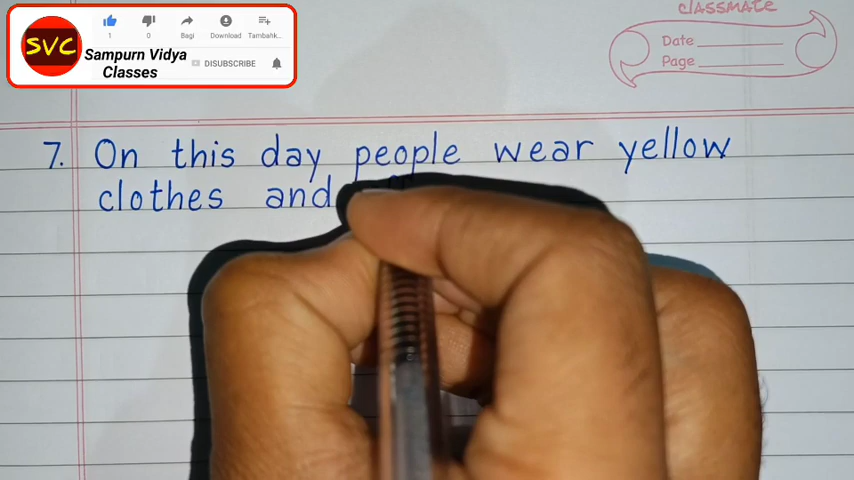 classmate
Date
Page
SVC
1
0
Bagi
Download
Tambahk...
Sampurn Vidya
Classes
DISUBSCRIBE
7. On this day people wear yellow
clothes and